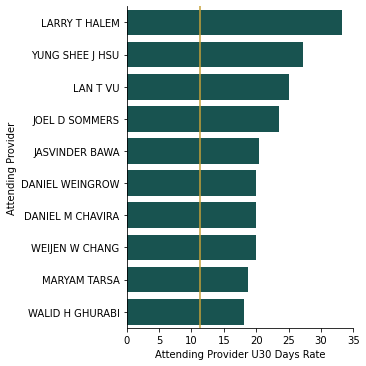 LARRY T HALEM
YUNG SHEE J HSU
LAN T VU
JOEL D SOMMERS
JASVINDER BAWA
DANIEL WEINGROW
DANIEL M CHAVIRA
WEIJEN W CHANG
MARYAM TARSA
WALID H GHURABI
Attending Provider
0 5 10 15 20 25 30 35
Attending Provider U30 Days Rate